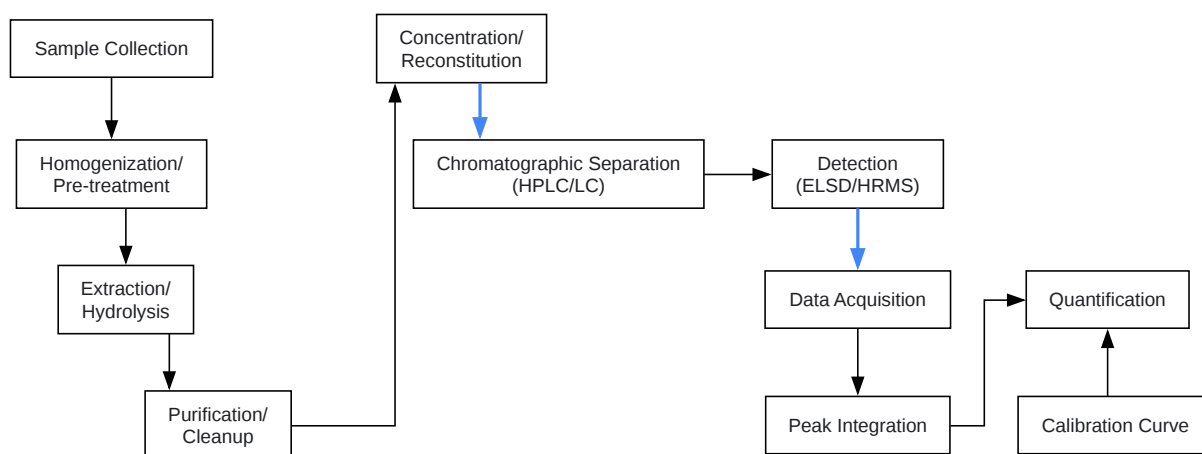 Sample Collection
Homogenization/
Pre-treatment
Extraction/
Hydrolysis
Purification/
Cleanup
Concentration/
Reconstitution
Chromatographic Separation
(HPLC/LC)
Detection
(ELSD/HRMS)
Data Acquisition
Peak Integration
Quantification
Calibration Curve